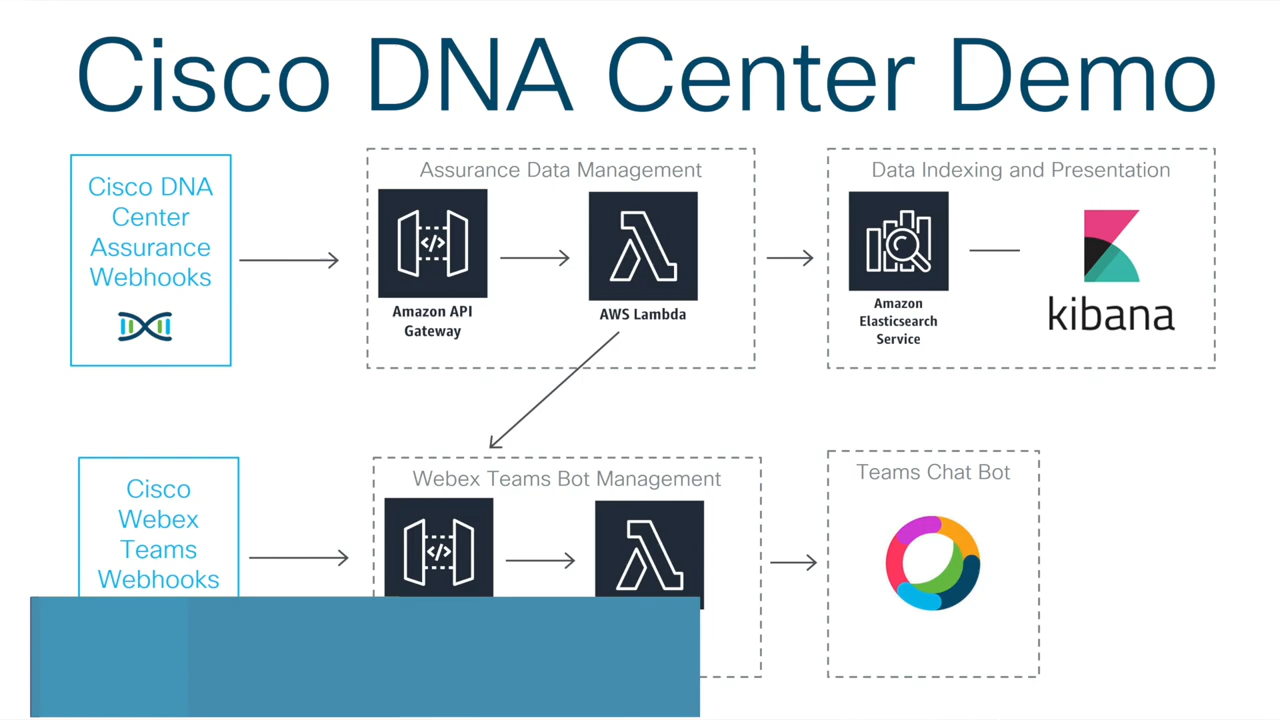 Cisco DNA Center Demo
Cisco DNA
Center
Assurance
Webhooks
Assurance Data Management
</>
Amazon API
Gateway
AWS Lambda
Data Indexing and Presentation
Amazon
Elasticsearch
Service
kibana
Cisco
Webex
Teams
Webhooks
Webex Teams Bot Management
</>
Teams Chat Bot